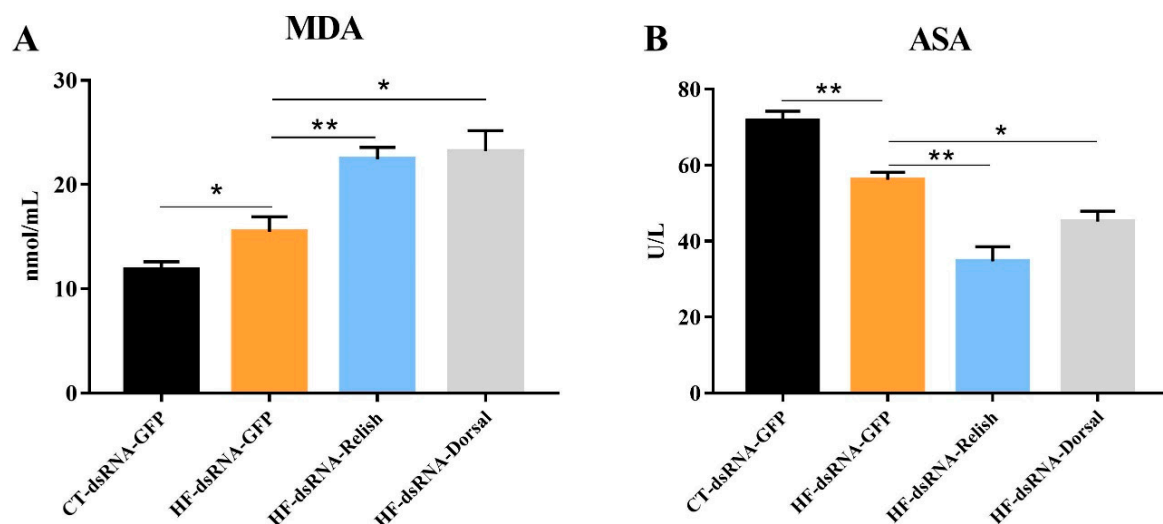 A
MDA
nmol/mL
30
20
10
0
*
**
*
CT-dsRNA-GFP
HF-dsRNA-GFP
HF-dsRNA-Relish
HF-dsRNA-Dorsal
B
ASA
U/L
80
60
40
20
0
**
*
**
CT-dsRNA-GFP
HF-dsRNA-GFP
HF-dsRNA-Relish
HF-dsRNA-Dorsal